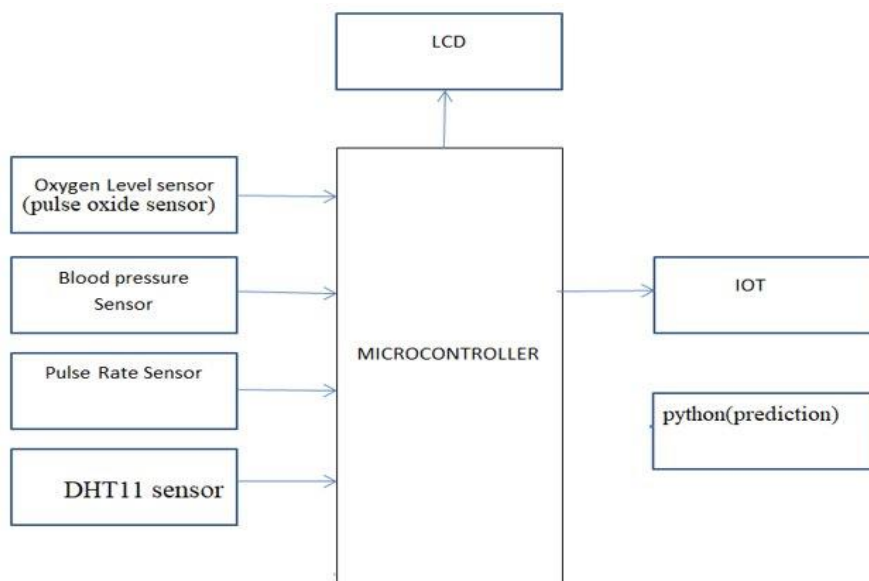 LCD
Oxygen Level sensor
(pulse oxide sensor)
Blood pressure
Sensor
Pulse Rate Sensor
DHT11 sensor
MICROCONTROLLER
IOT
python(prediction)